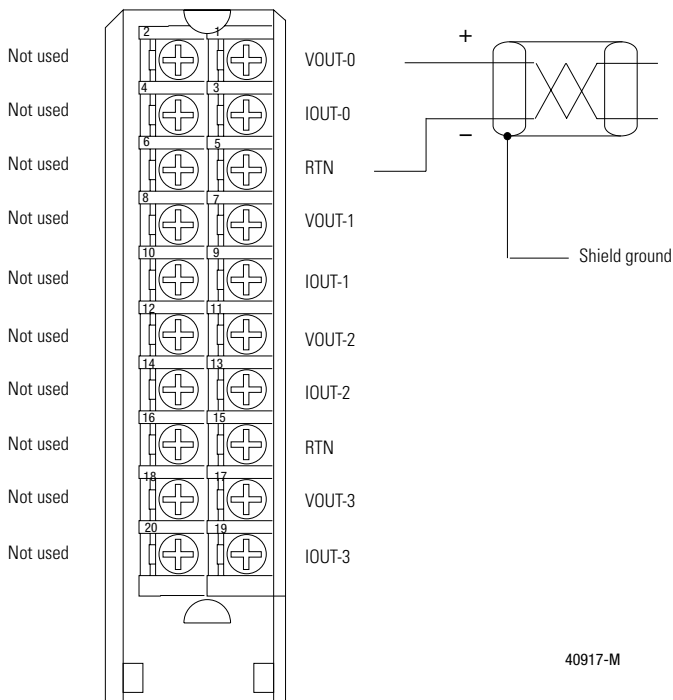 2 1
Not used VOUT-0 +
4 3
Not used IOUT-0 –
6 5
Not used RTN
8 7
Not used VOUT-1
Shield ground
10 9
Not used IOUT-1
12 11
Not used VOUT-2
14 13
Not used IOUT-2
16 15
Not used RTN
18 17
Not used VOUT-3
20 19
Not used IOUT-3
40917-M